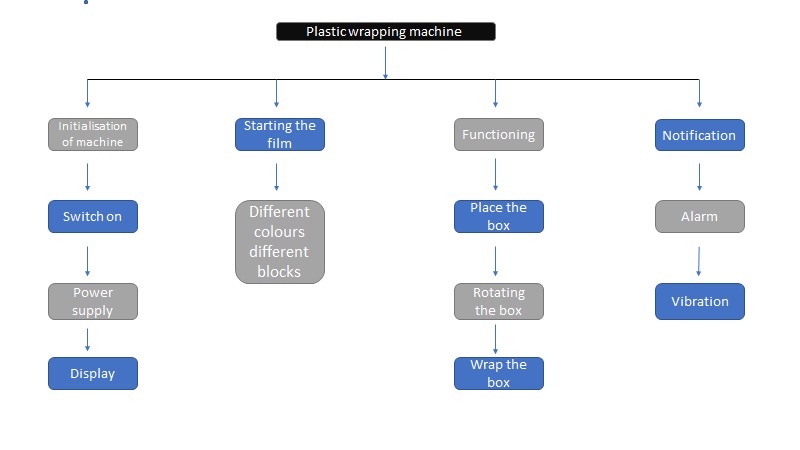 Plastic wrapping machine
Initialisation
of machine
Starting the
film
Functioning
Notification
Switch on
Different
colours
different
blocks
Place the
box
Alarm
Power
supply
Rotating
the box
Vibration
Display
Wrap the
box